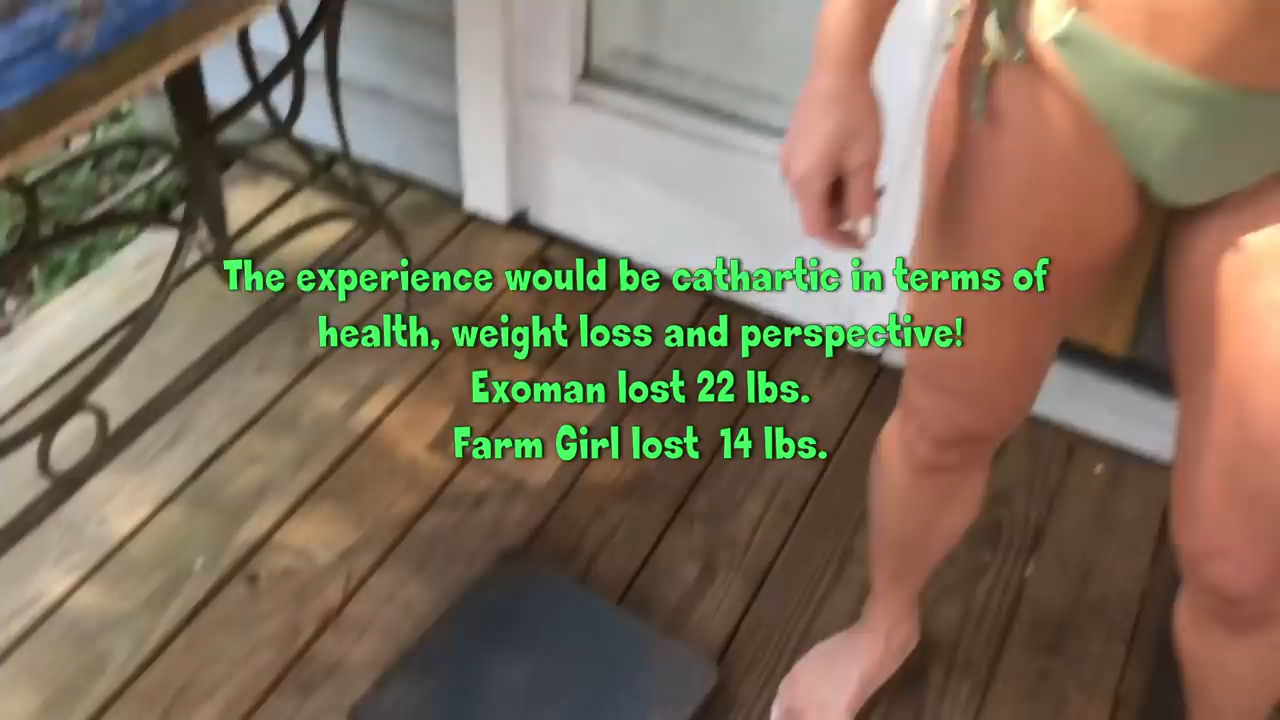 The experience would be cathartic in terms of
health, weight loss and perspective!
Exoman lost 22 lbs.
Farm Girl lost  14 lbs.